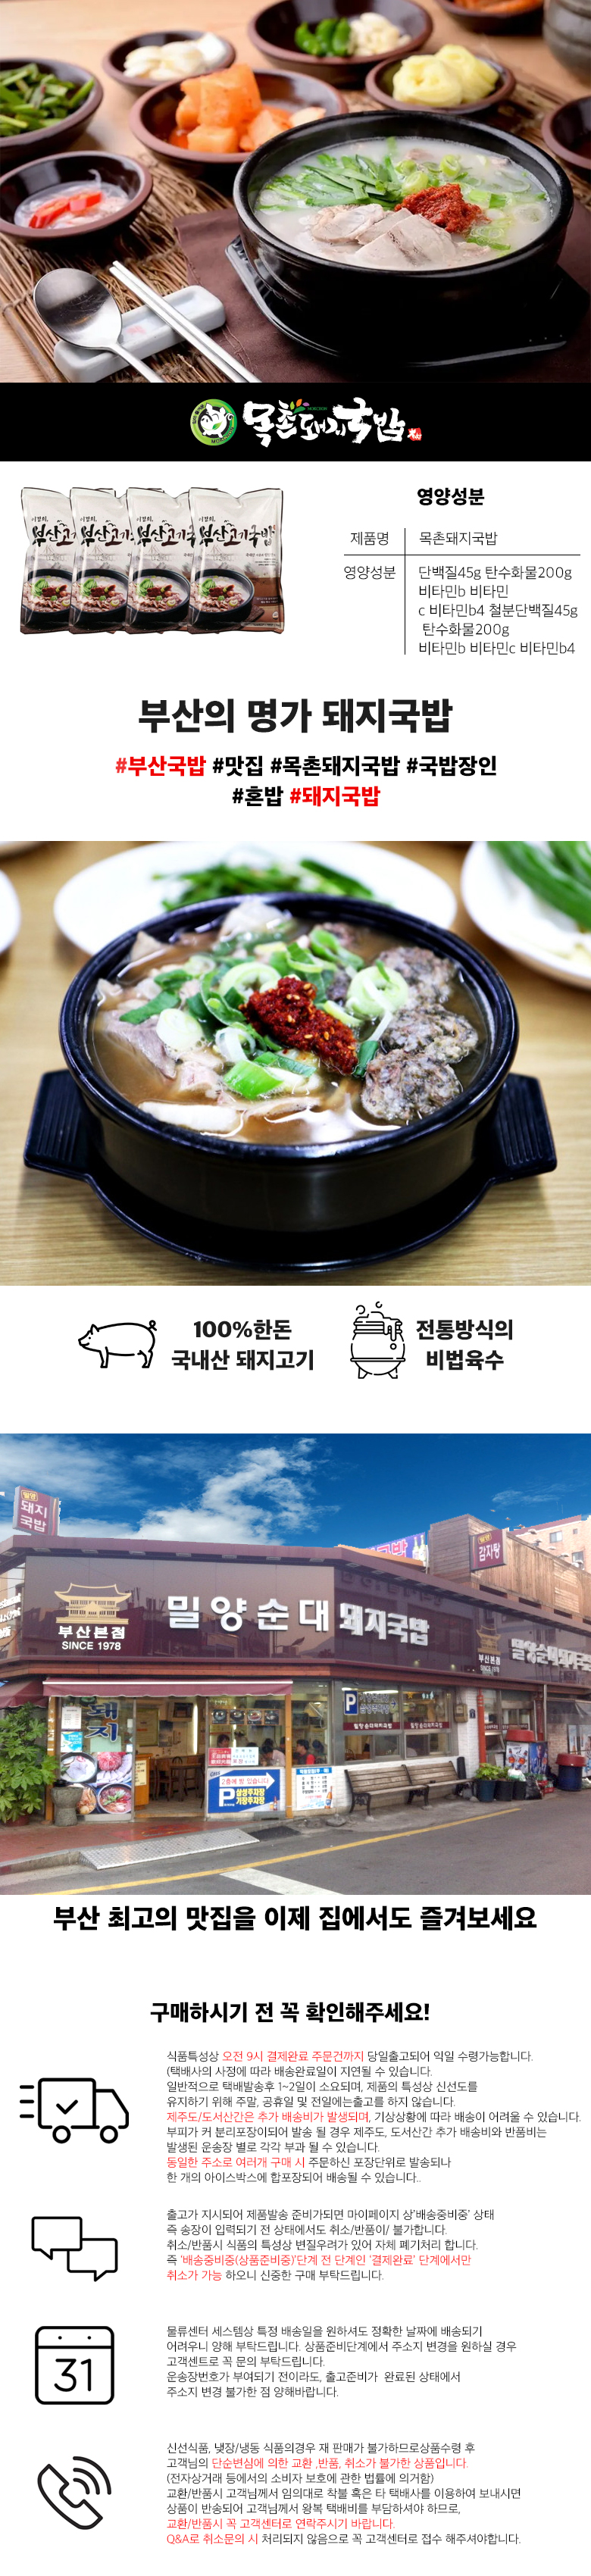 목촌돼지국밥
부산고기국밥
영양성분
제품명 목촌돼지국밥
영양성분 단백질45g 탄수화물200g
비타민b 비타민
c 비타민b4 철분단백질45g
탄수화물200g
비타민b 비타민c 비타민b4
부산의 명가 돼지국밥
#부산국밥 #맛집 #목촌돼지국밥 #국밥장인
#혼밥 #돼지국밥
100%한돈
국내산 돼지고기
전통방식의
비법육수
밀양
돼지
국밥
밀양
감자탕
부산본점
SINCE 1978
밀양순대돼지국밥
부산본점
SINCE 1978
밀양순대돼지국밥
돼지
P
2층에 방 있습니다
P
부산 최고의 맛집을 이제 집에서도 즐겨보세요
구매하시기 전 꼭 확인해주세요!
식품특성상 오전 9시 결제완료 주문건까지 당일출고되어 익일 수령가능합니다.
(택배사의 사정에 따라 배송완료일이 지연될 수 있습니다.
일반적으로 택배발송후 1~2일이 소요되며, 제품의 특성상 신선도를
유지하기 위해 주말, 공휴일 및 전일에는출고를 하지 않습니다.
제주도/도서산간은 추가 배송비가 발생되며, 기상상황에 따라 배송이 어려울 수 있습니다.
부피가 커 분리포장이되어 발송 될 경우 제주도, 도서산간 추가 배송비와 반품비는
발생된 운송장 별로 각각 부과 될 수 있습니다.
동일한 주소로 여러개 구매 시 주문하신 포장단위로 발송되나
한 개의 아이스박스에 합포장되어 배송될 수 있습니다..
출고가 지시되어 제품발송 준비가되면 마이페이지 상'배송중비중' 상태
즉 송장이 입력되기 전 상태에서도 취소/반품이/ 불가합니다.
취소/반품시 식품의 특성상 변질우려가 있어 자체 폐기처리 합니다.
즉 '배송중비중(상품준비중)'단계 전 단계인 '결제완료' 단계에서만
취소가 가능 하오니 신중한 구매 부탁드립니다.
물류센터 세스템상 특정 배송일을 원하셔도 정확한 날짜에 배송되기
어려우니 양해 부탁드립니다. 상품준비단계에서 주소지 변경을 원하실 경우
고객센트로 꼭 문의 부탁드립니다.
운송장번호가 부여되기 전이라도, 출고준비가 완료된 상태에서
주소지 변경 불가한 점 양해바랍니다.
31
신선식품, 냊장/냉동 식품의경우 재 판매가 불가하므로상품수령 후
고객님의 단순변심에 의한 교환 ,반품, 취소가 불가한 상품입니다.
(전자상거래 등에서의 소비자 보호에 관한 법률에 의거함)
교환/반품시 고객님께서 임의대로 착불 혹은 타 택배사를 이용하여 보내시면
상품이 반송되어 고객님께서 왕복 택배비를 부담하셔야 하므로,
교환/반품시 꼭 고객센터로 연락주시기 바랍니다.
Q&A로 취소문의 시 처리되지 않음으로 꼭 고객센터로 접수 해주셔야합니다.